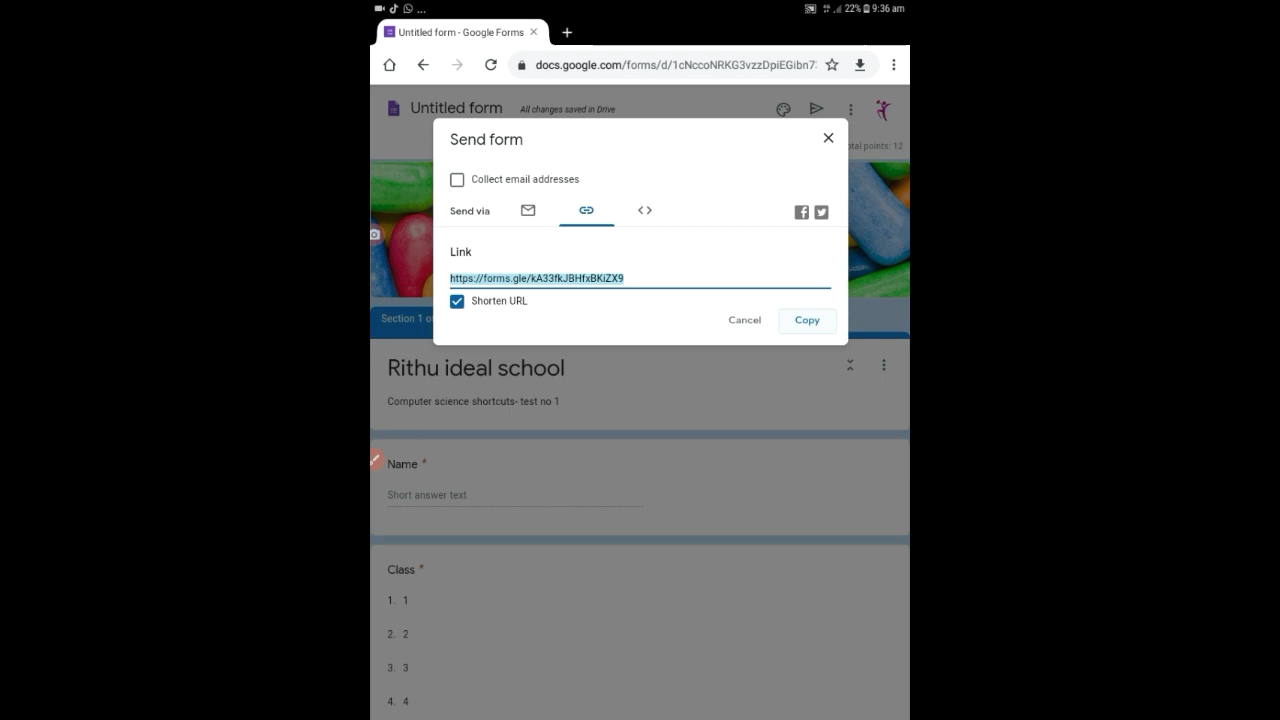 ... 22% 9:36 am
Untitled form - Google Forms
docs.google.com/forms/d/1cNccoNRKG3vzzDpiEGibn7
Untitled form All changes saved in Drive
Send form
otal points: 12
Collect email addresses
Send via
Link
https://forms.gle/kA33fkJBHfxBKiZX9
Shorten URL
Section 1 o
Cancel Copy
Rithu ideal school
Computer science shortcuts- test no 1
Name *
Short answer text
Class *
1. 1
2. 2
3. 3
4. 4